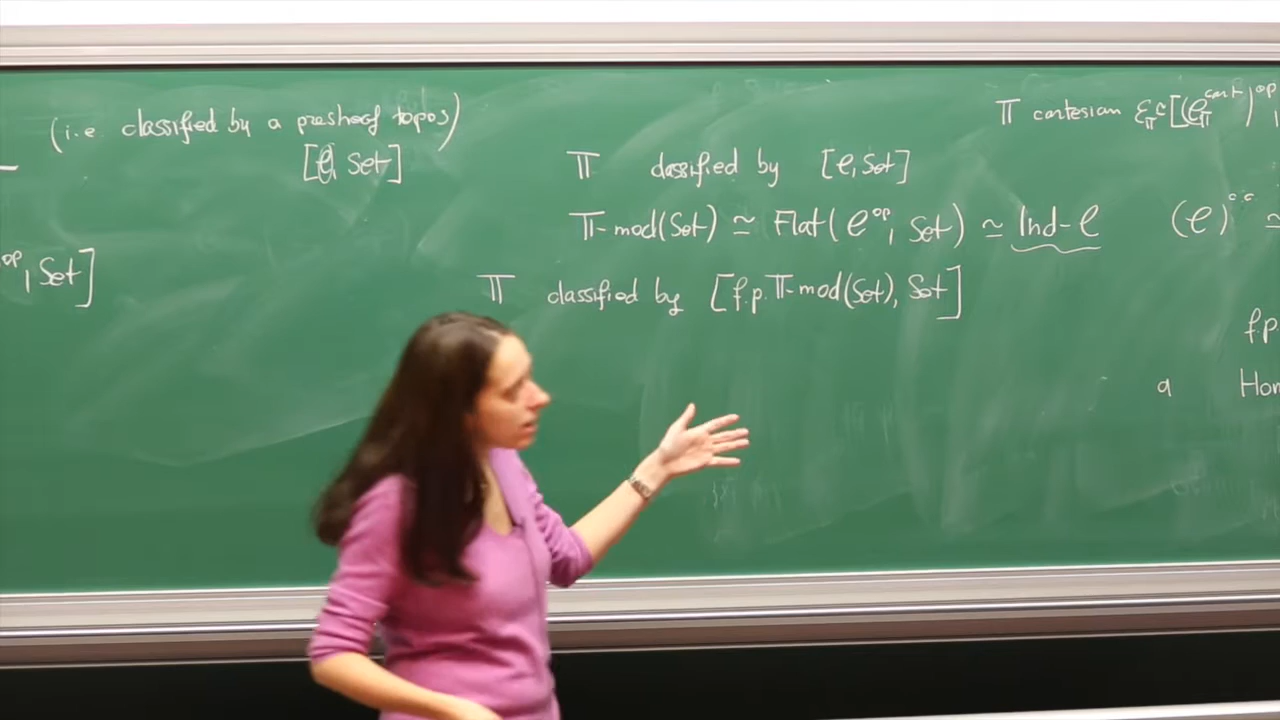 (i.e classified by a presheaf topos)
[𝒞, Set]
op, Set]
𝕋 classified by [𝒞, Set]
𝕋-mod(Set) ≃ Flat(𝒞^op, Set) ≃ Ind-𝒞
𝕋 classified by [f.p. 𝕋-mod(Set), Set]
𝕋 cartesian ℰ_𝕋 ≃ [(𝒞_𝕋^cart)^op,
(𝒞)^cc ≃
f.p.
a Hom